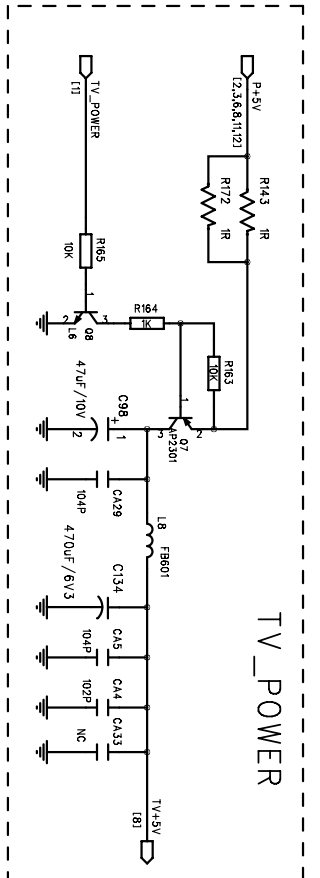 TV_POWER
P+5V
[2,3,6,8,11,12]
R143
1R
R172
1R
TV_POWER
[1]
R165
10K
R164
1K
R163
10K
1
2
3
Q8
L6
1
2
3
Q7
AP2301
C98
+
1
2
47uF/10V
CA29
104P
L8
FB601
C134
470uF/6V3
CA5
104P
CA4
102P
CA33
NC
TV+5V
[8]